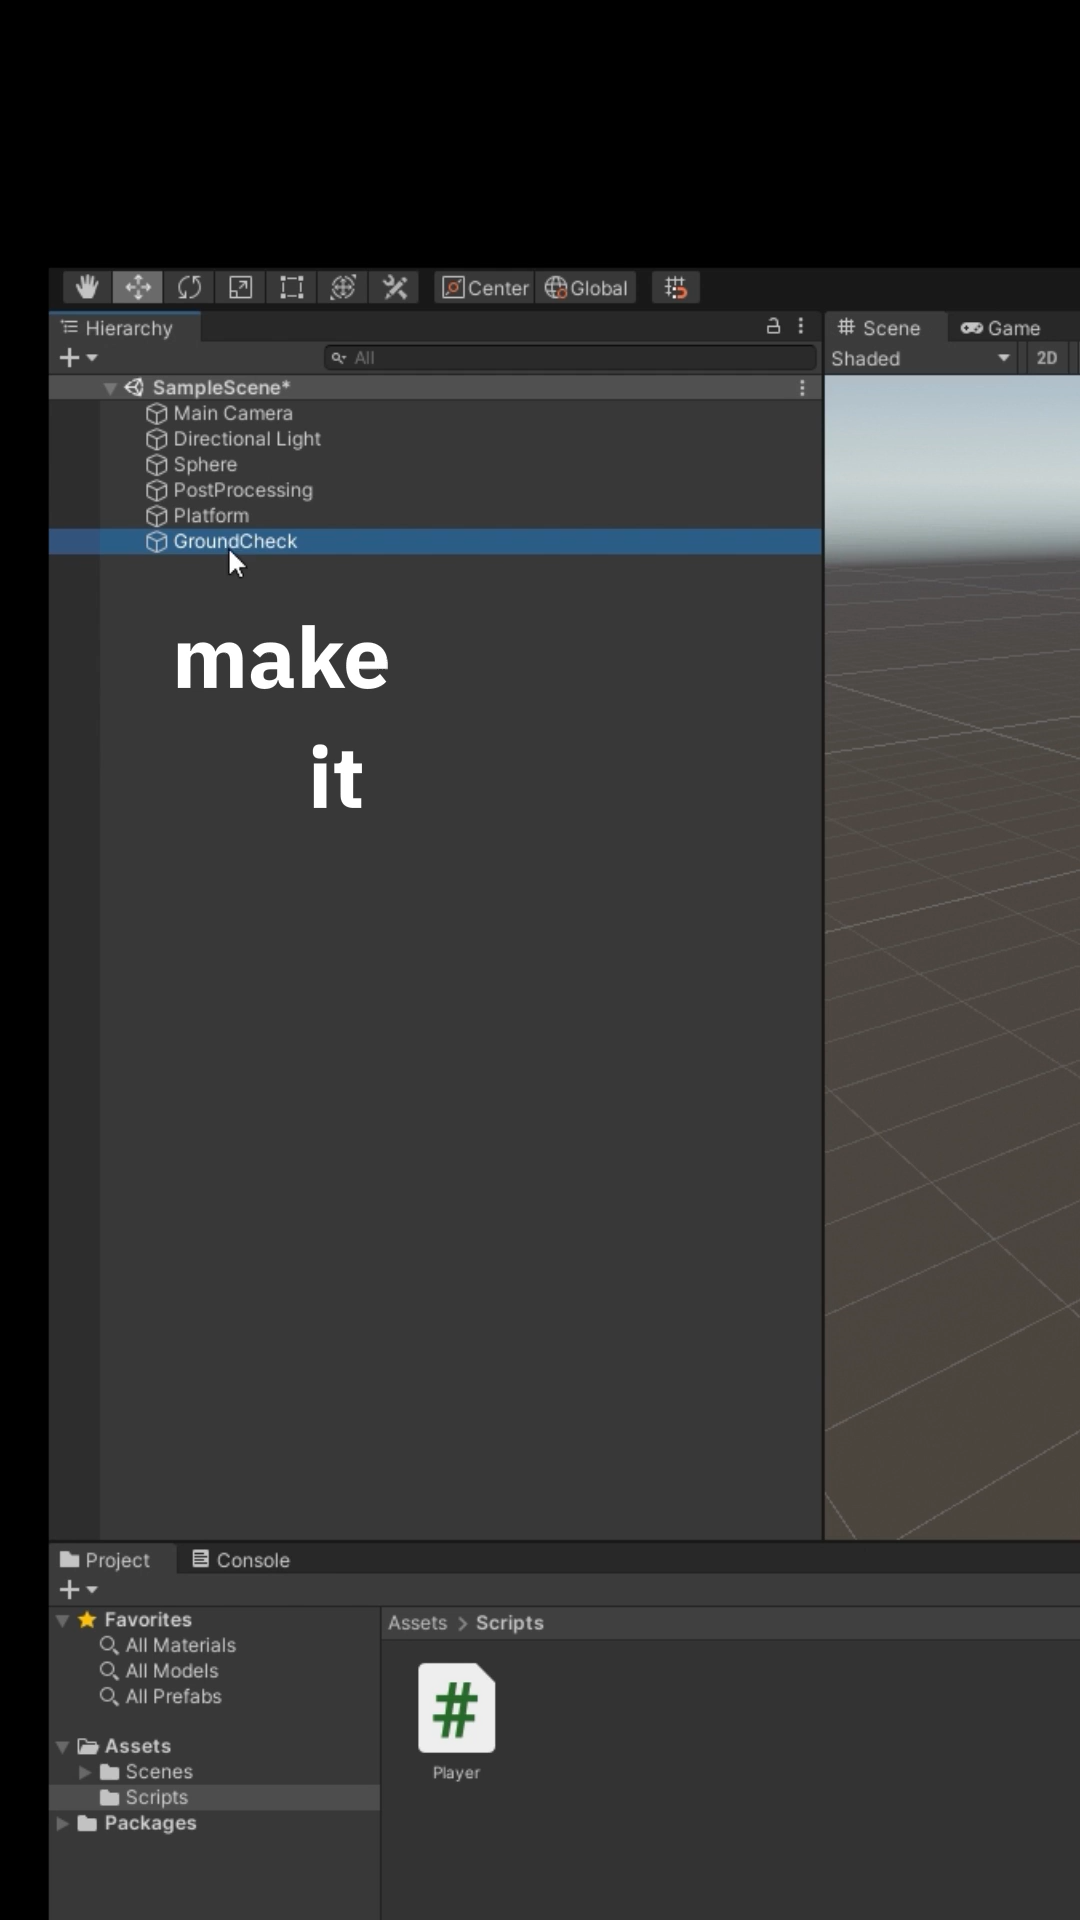 Center Global
Hierarchy
Scene
Game
All
Shaded
2D
SampleScene*
Main Camera
Directional Light
Sphere
PostProcessing
Platform
GroundCheck
make
it
Project
Console
Favorites
All Materials
All Models
All Prefabs
Assets
Scenes
Scripts
Packages
Assets > Scripts
#
Player